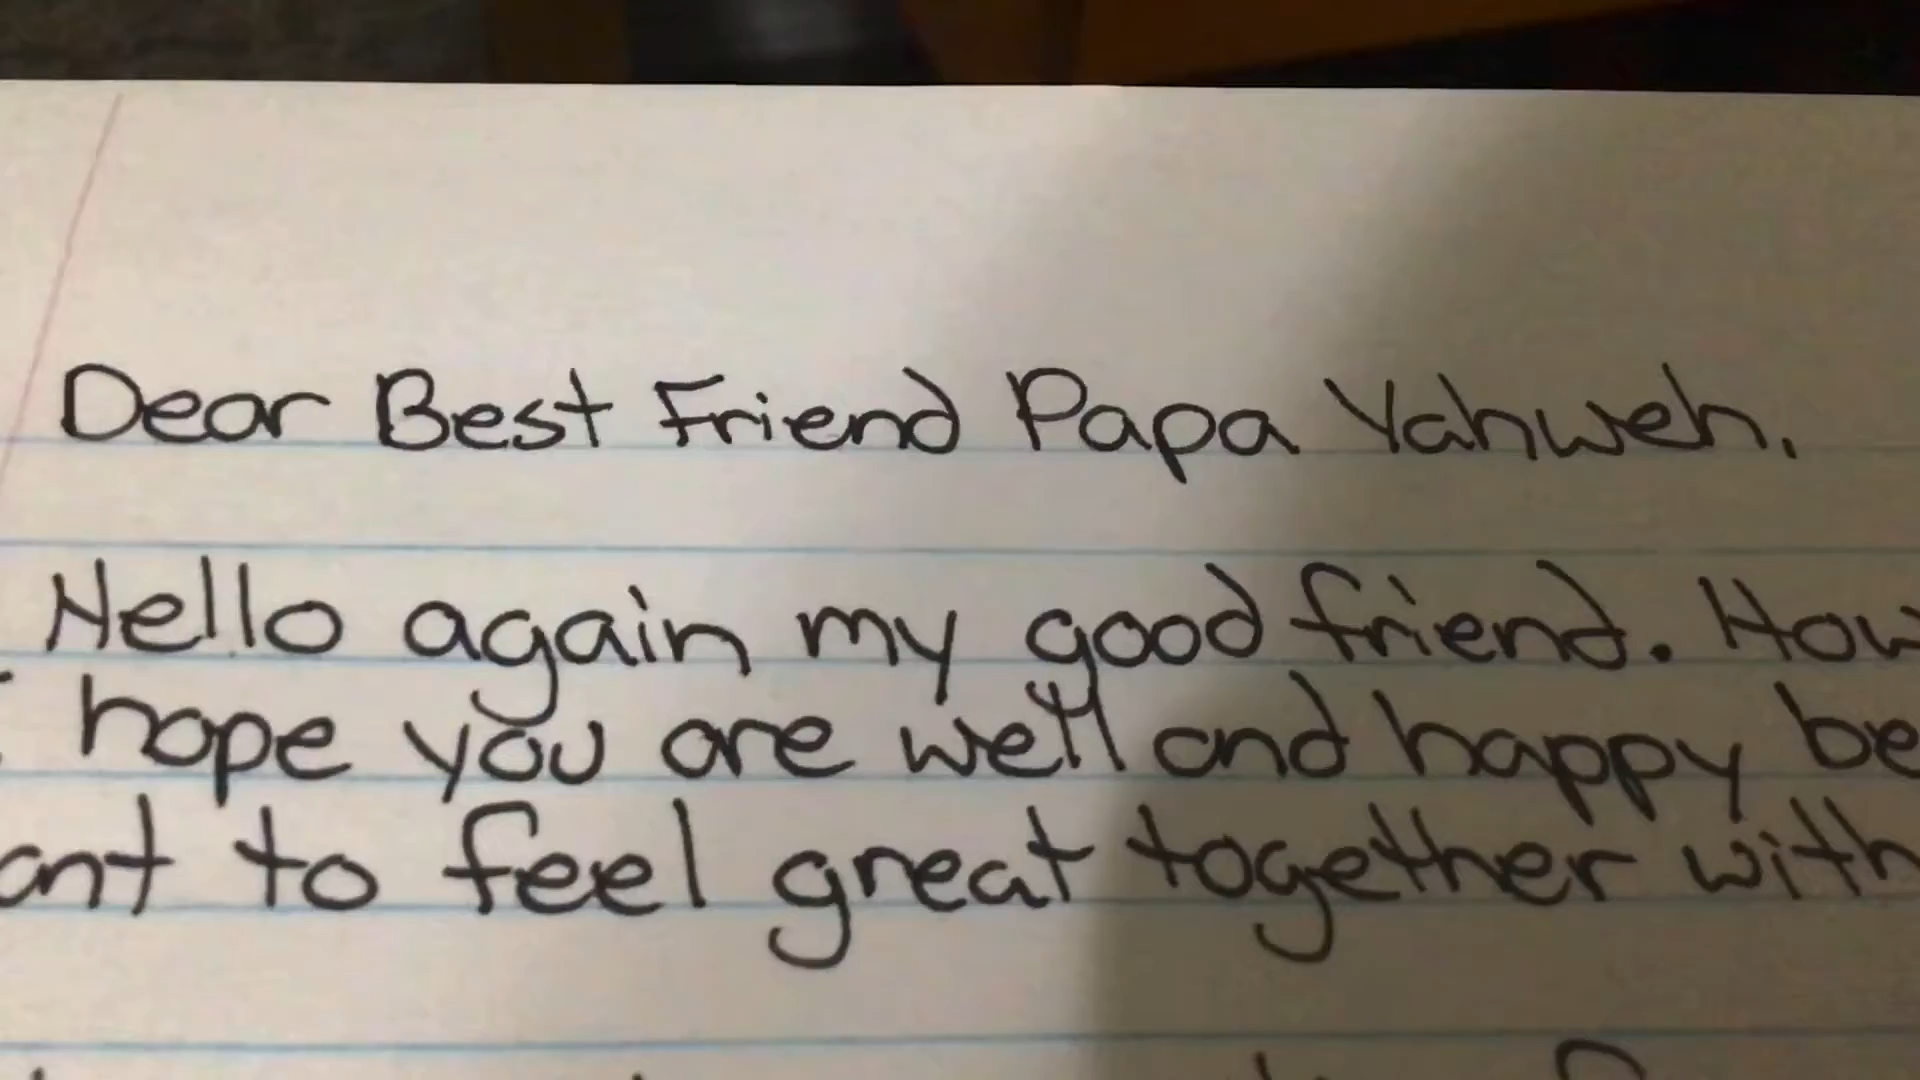 Dear Best Friend Papa Yahweh,
Hello again my good friend. How
hope you are well and happy be
ant to feel great together with